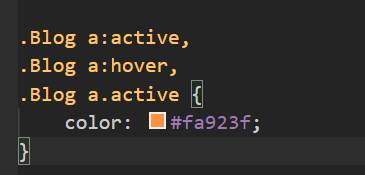 .Blog a:active,
.Blog a:hover,
.Blog a.active {
    color: #fa923f;
}